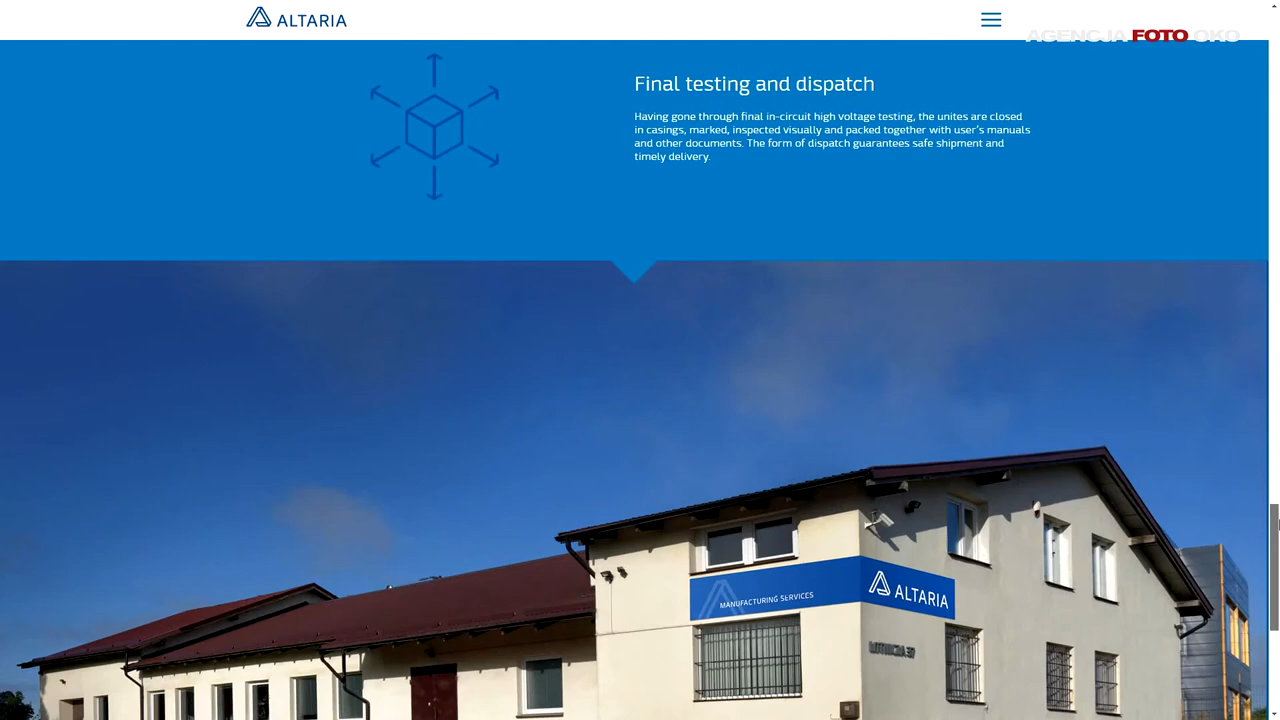 ALTARIA
AGENCJA FOTO OKO
Final testing and dispatch
Having gone through final in-circuit high voltage testing, the unites are closed
in casings, marked, inspected visually and packed together with user's manuals
and other documents. The form of dispatch guarantees safe shipment and
timely delivery.
MANUFACTURING SERVICES
ALTARIA
LOTNICZA 37